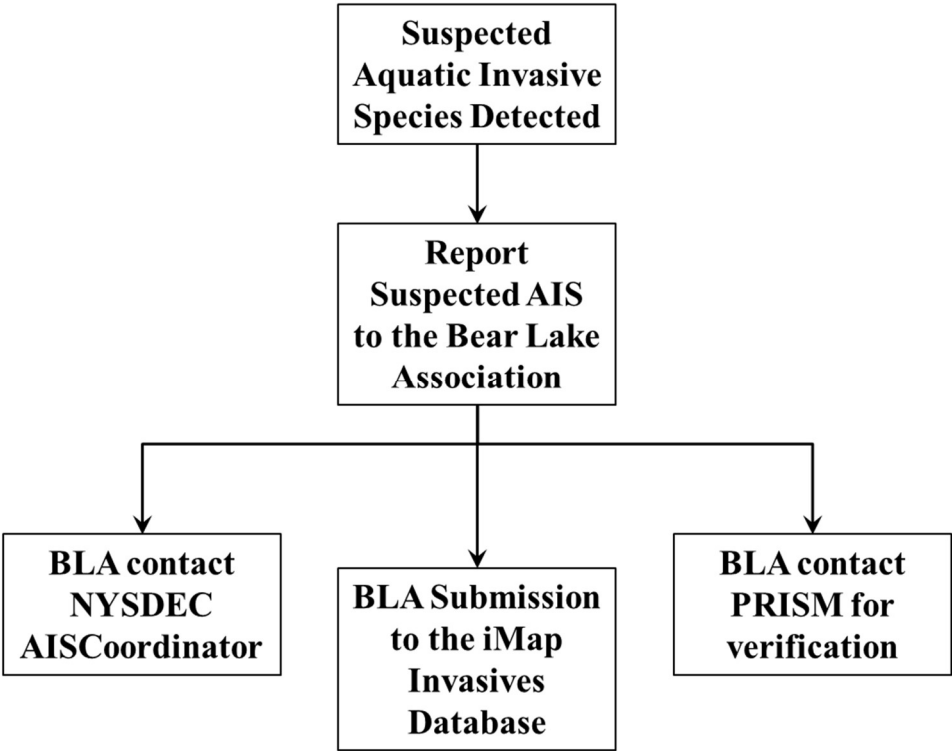 Suspected
Aquatic Invasive
Species Detected
Report
Suspected AIS
to the Bear Lake
Association
BLA contact
NYSDEC
AISCoordinator
BLA Submission
to the iMap
Invasives
Database
BLA contact
PRISM for
verification